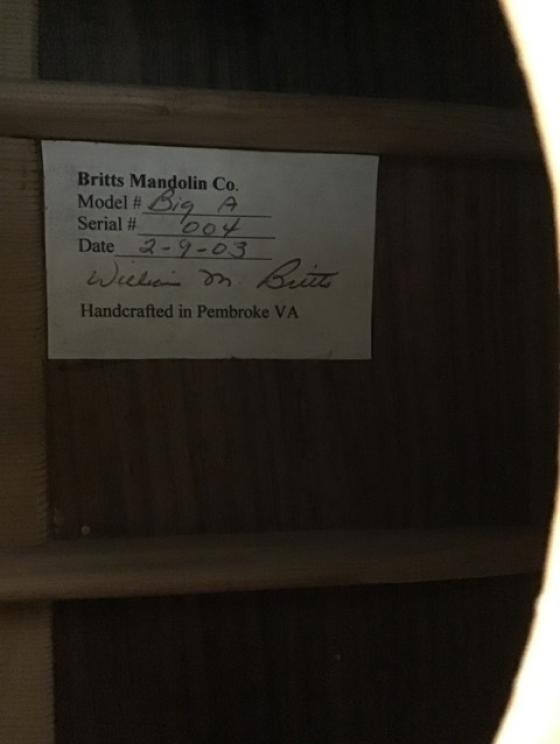 Britts Mandolin Co.
Model # Big A
Serial # 004
Date 2-9-03
William M. Britts
Handcrafted in Pembroke VA